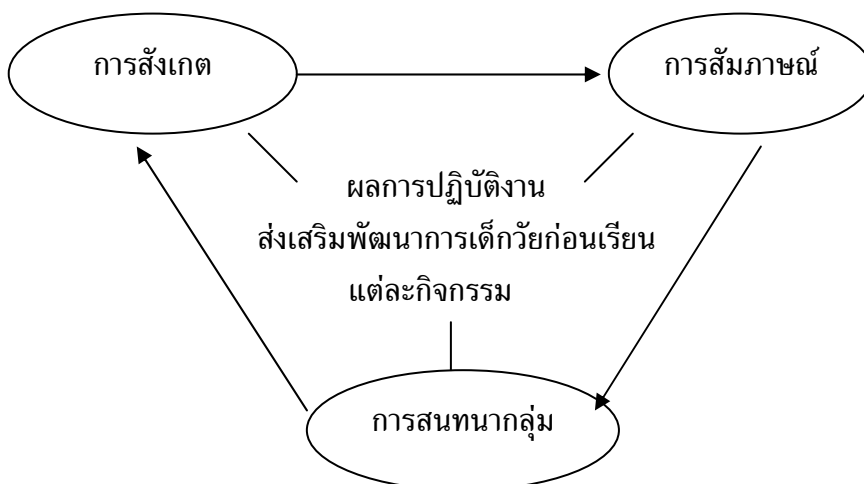 การสังเกต
การสัมภาษณ์
ผลการปฏิบัติงาน
ส่งเสริมพัฒนาการเด็กวัยก่อนเรียน
แต่ละกิจกรรม
การสนทนากลุ่ม